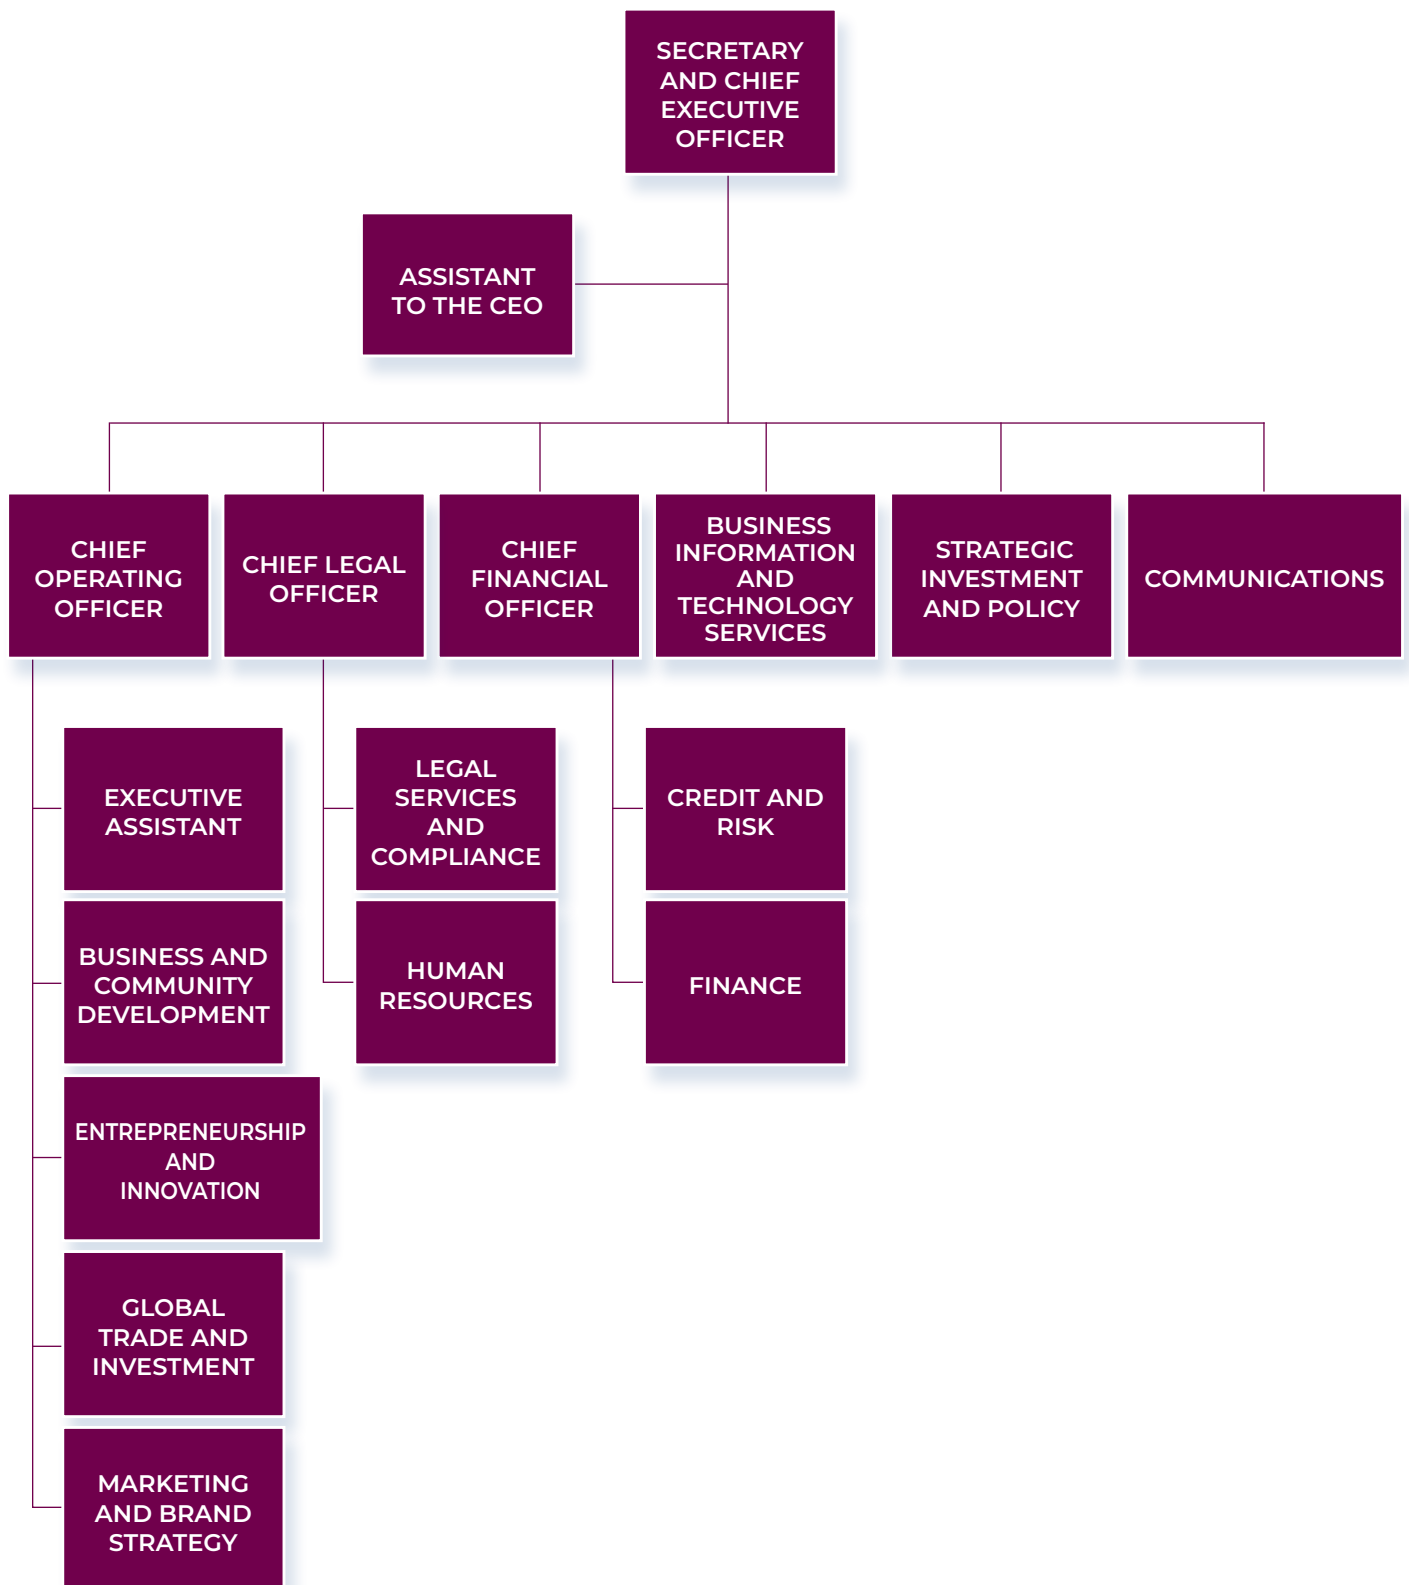 SECRETARY
AND CHIEF
EXECUTIVE
OFFICER
ASSISTANT
TO THE CEO
CHIEF
OPERATING
OFFICER
CHIEF LEGAL
OFFICER
CHIEF
FINANCIAL
OFFICER
BUSINESS
INFORMATION
AND
TECHNOLOGY
SERVICES
STRATEGIC
INVESTMENT
AND POLICY
COMMUNICATIONS
EXECUTIVE
ASSISTANT
BUSINESS AND
COMMUNITY
DEVELOPMENT
ENTREPRENEURSHIP
AND
INNOVATION
GLOBAL
TRADE AND
INVESTMENT
MARKETING
AND BRAND
STRATEGY
LEGAL
SERVICES
AND
COMPLIANCE
HUMAN
RESOURCES
CREDIT AND
RISK
FINANCE